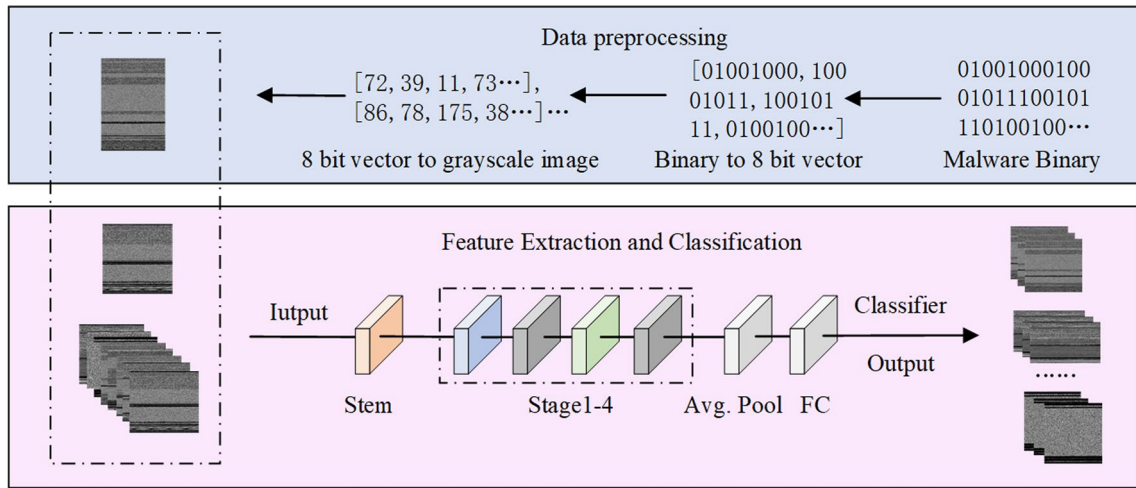 Data preprocessing
[72, 39, 11, 73…],
[86, 78, 175, 38…]…
[01001000, 100
01011, 100101
11, 0100100…]
01001000100
01011100101
110100100…
8 bit vector to grayscale image
Binary to 8 bit vector
Malware Binary
Feature Extraction and Classification
Iutput
Classifier
Output
……
Stem
Stage1-4
Avg. Pool
FC